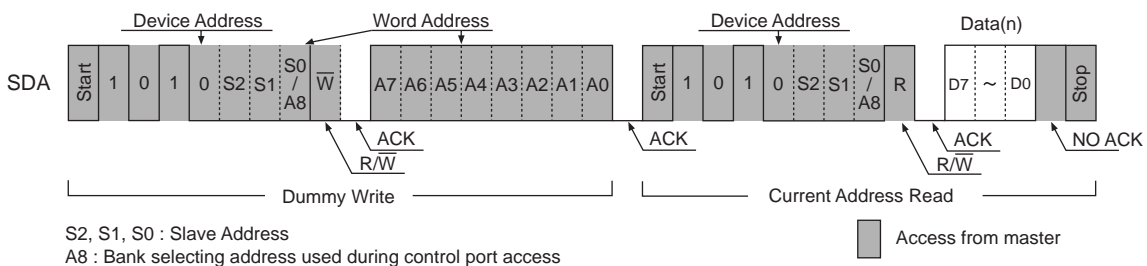 Device Address Word Address Device Address Data(n)
SDA Start 1 0 1 0 S2 S1 S0 / A8 W̅ A7 A6 A5 A4 A3 A2 A1 A0 Start 1 0 1 0 S2 S1 S0 / A8 R D7 ~ D0 Stop
ACK ACK ACK NO ACK
R/W̅ R/W̅
Dummy Write Current Address Read
S2, S1, S0 : Slave Address
A8 : Bank selecting address used during control port access
Access from master